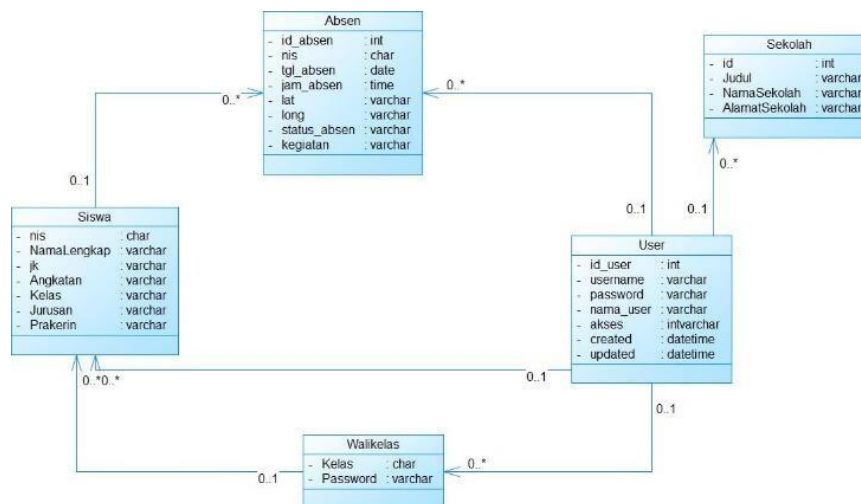 Absen
- id_absen : int
- nis : char
- tgl_absen : date
- jam_absen : time
- lat : varchar
- long : varchar
- status_absen : varchar
- kegiatan : varchar
Sekolah
- id : int
- Judul : varchar
- NamaSekolah : varchar
- AlamatSekolah : varchar
0..*
0..*
0..*
0..1
0..1
0..1
Siswa
- nis : char
- NamaLengkap : varchar
- jk : varchar
- Angkatan : varchar
- Kelas : varchar
- Jurusan : varchar
- Prakerin : varchar
User
- id_user : int
- username : varchar
- password : varchar
- nama_user : varchar
- akses : intvarchar
- created : datetime
- updated : datetime
0..*0..*
0..1
0..1
Walikelas
- Kelas : char
- Password : varchar
0..1
0..*